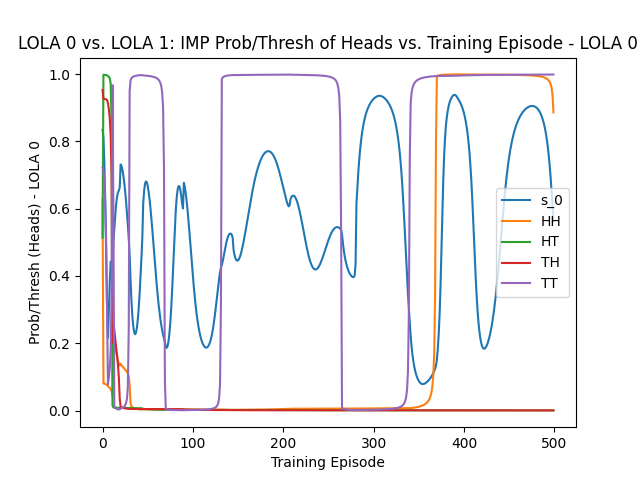 LOLA 0 vs. LOLA 1: IMP Prob/Thresh of Heads vs. Training Episode - LOLA 0
Prob/Thresh (Heads) - LOLA 0
1.0
0.8
0.6
0.4
0.2
0.0
s_0
HH
HT
TH
TT
0
100
200
300
400
500
Training Episode